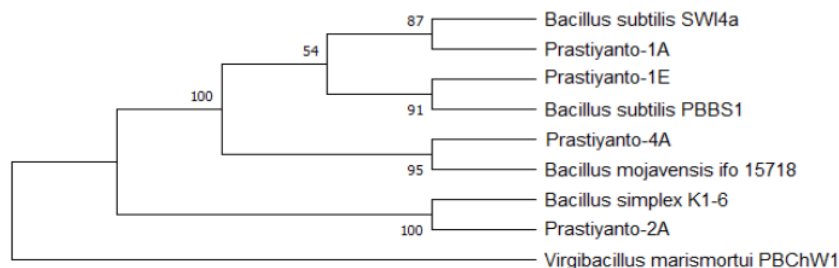 87
Bacillus subtilis SWI4a
54
Prastiyanto-1A
100
Prastiyanto-1E
91
Bacillus subtilis PBBS1
Prastiyanto-4A
95
Bacillus mojavensis ifo 15718
Bacillus simplex K1-6
100
Prastiyanto-2A
Virgibacillus marismortui PBChW1